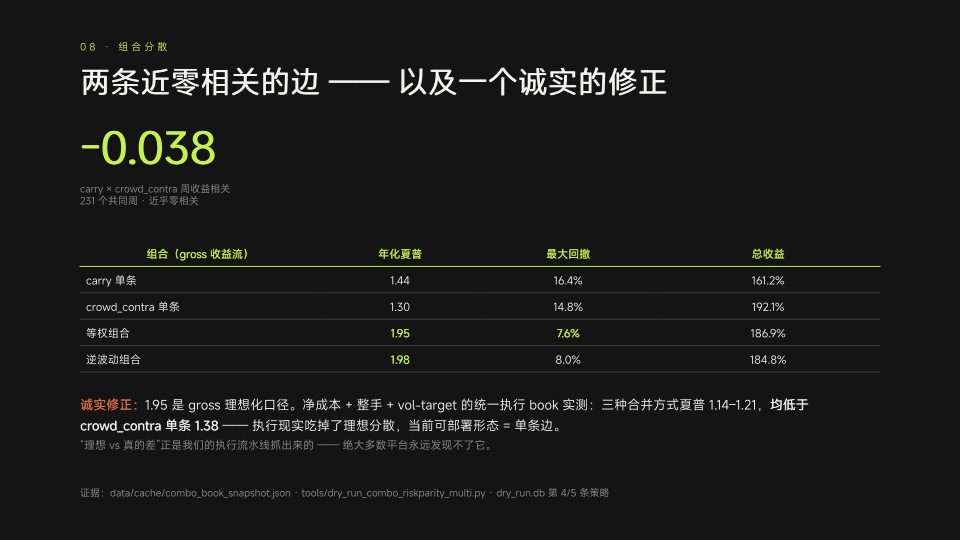 08 · 组合分散
两条近零相关的边 —— 以及一个诚实的修正
−0.038
carry × crowd_contra 周收益相关
231 个共同周 · 近乎零相关
组合（gross 收益流） 年化夏普 最大回撤 总收益
carry 单条 1.44 16.4% 161.2%
crowd_contra 单条 1.30 14.8% 192.1%
等权组合 1.95 7.6% 186.9%
逆波动组合 1.98 8.0% 184.8%
诚实修正：1.95 是 gross 理想化口径。净成本 + 整手 + vol-target 的统一执行 book 实测：三种合并方式夏普 1.14–1.21，均低于
crowd_contra 单条 1.38 —— 执行现实吃掉了理想分散，当前可部署形态 = 单条边。
“理想 vs 真的差”正是我们的执行流水线抓出来的 —— 绝大多数平台永远发现不了它。
证据：data/cache/combo_book_snapshot.json · tools/dry_run_combo_riskparity_multi.py · dry_run.db 第 4/5 条策略